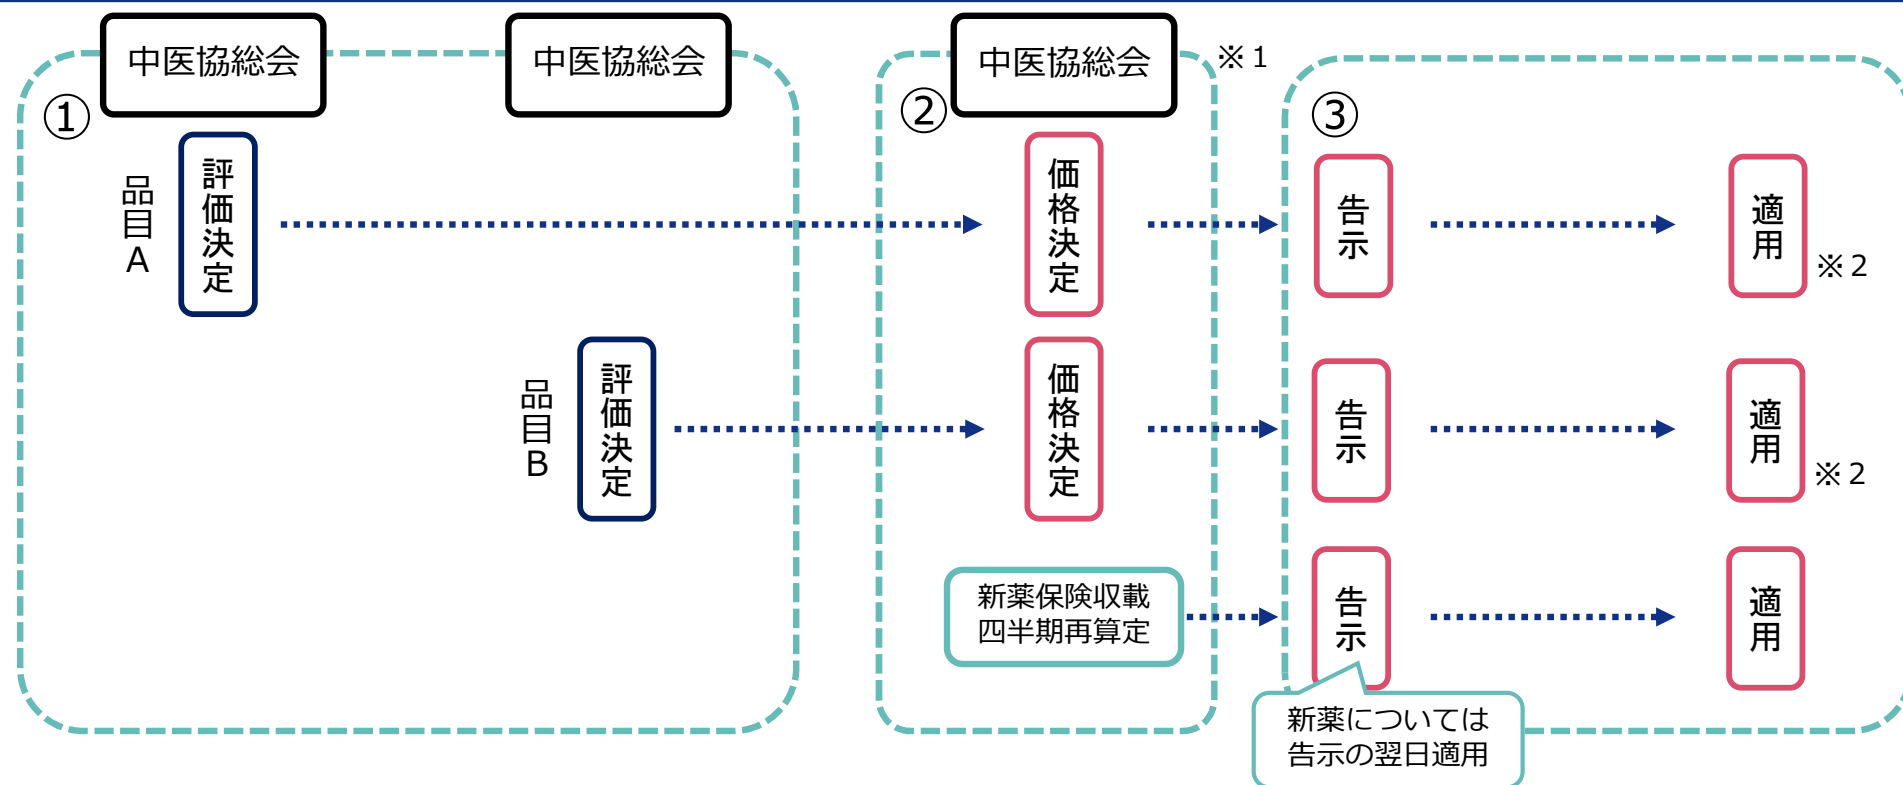 中医協総会
中医協総会
中医協総会
※1
①
②
③
品目A
評価決定
価格決定
告示
適用
※2
品目B
評価決定
価格決定
告示
適用
※2
新薬保険収載
四半期再算定
告示
適用
新薬については
告示の翌日適用